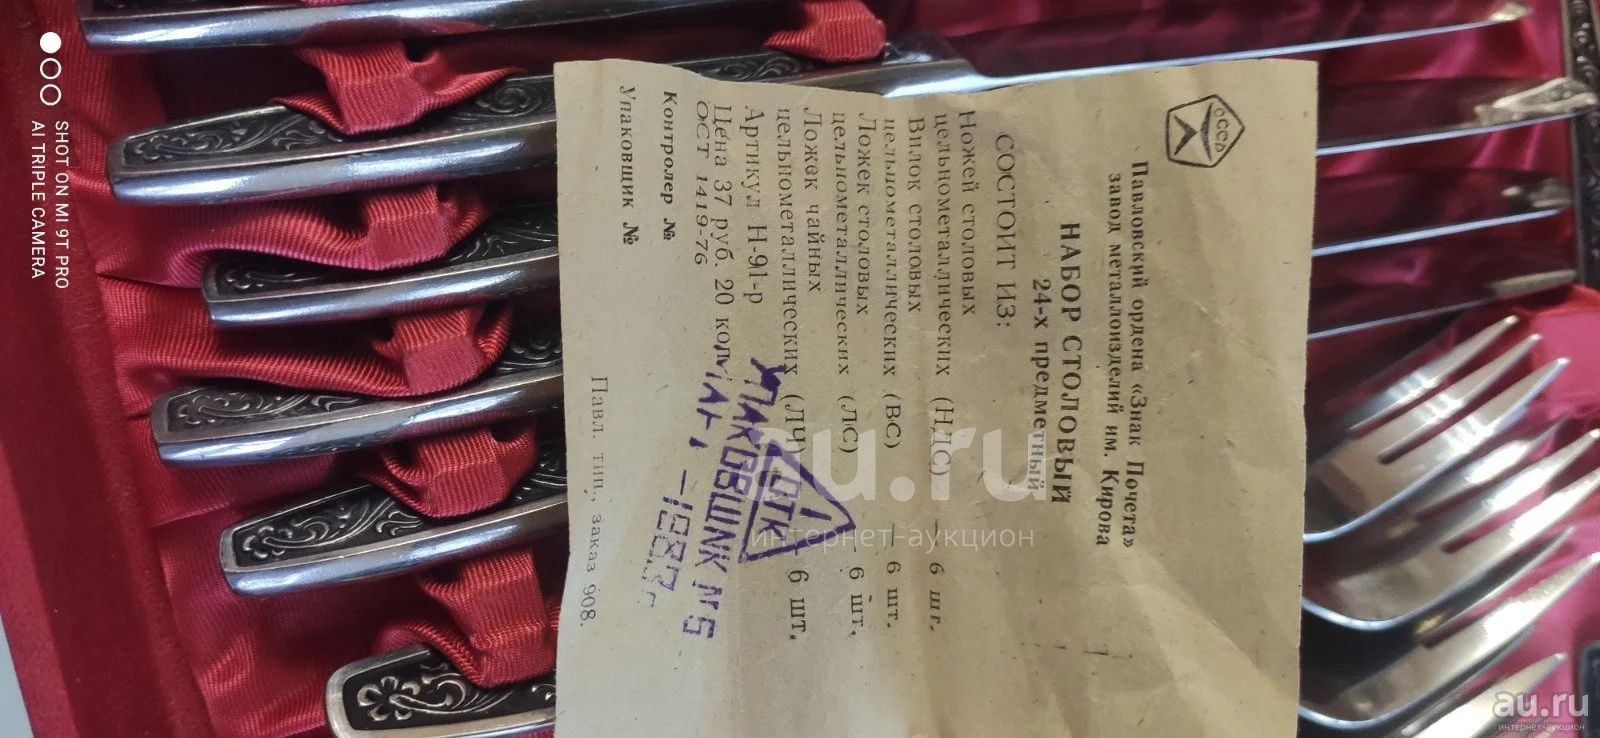 СССР
Павловский ордена «Знак Почета»
завод металлоизделий им. Кирова
НАБОР СТОЛОВЫЙ
24-х предметный
СОСТОИТ ИЗ:
Ножей столовых
цельнометаллических (НДС) — 6 шт.
Вилок столовых
цельнометаллических (ВС) — 6 шт.
Ложек столовых
цельнометаллических (ЛС) — 6 шт.
Ложек чайных
цельнометаллических (ЛЧ) — 6 шт.
Артикул Н-91-р
Цена 37 руб. 20 коп.
ОСТ 1419-76
Контролер №
Упаковщик №
Павл. тип., заказ 908.
ОТК
1
УПАКОВЩИК №5
SHOT ON MI 9T PRO
AI TRIPLE CAMERA
au.ru
интернет-аукцион
au.ru
интернет-аукцион